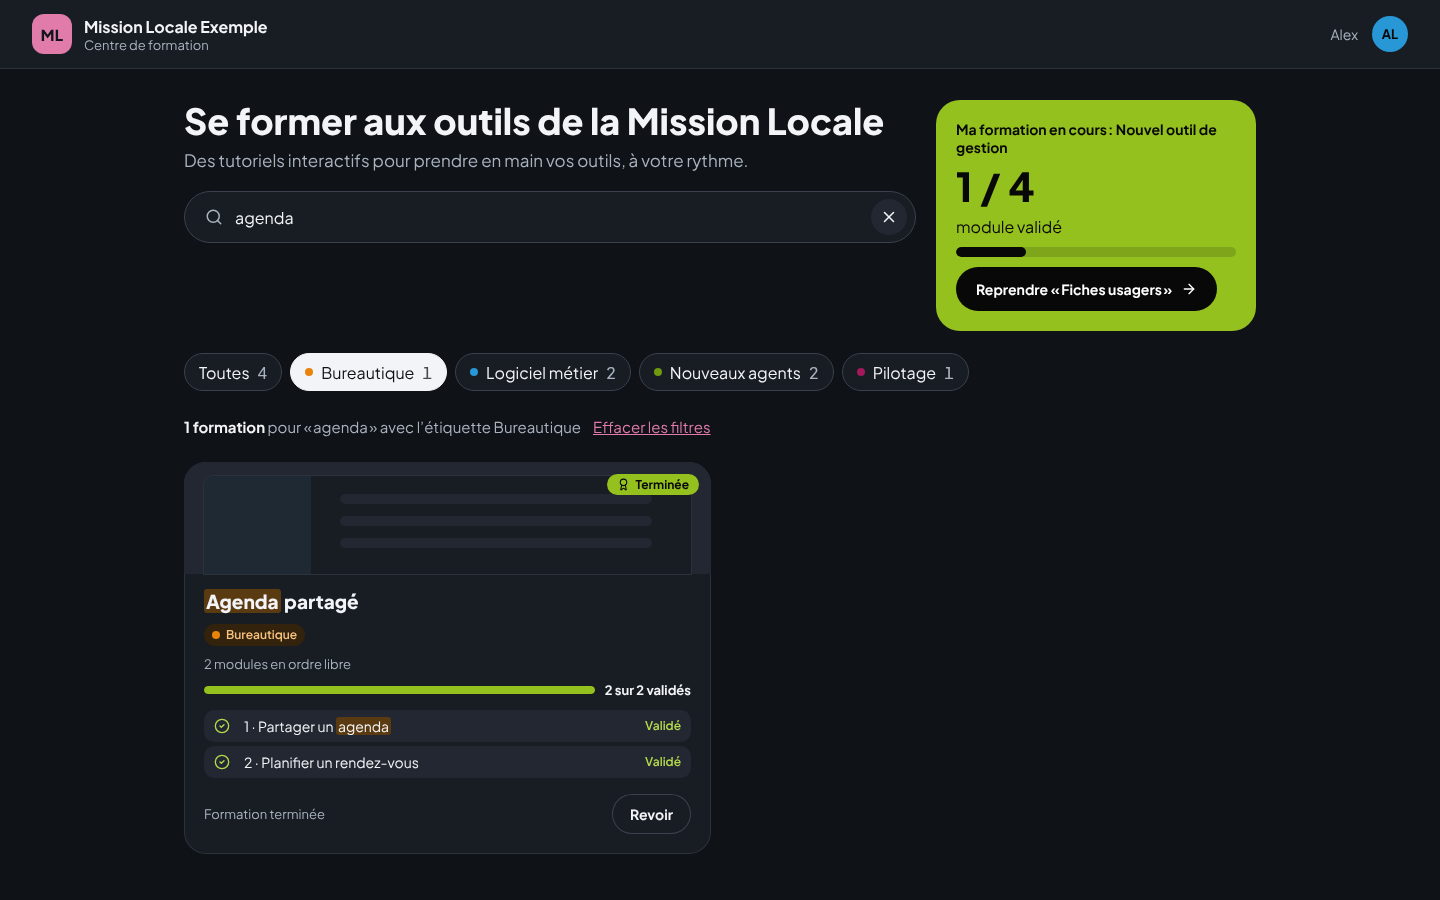 ML
Mission Locale Exemple
Centre de formation
Alex
AL
Se former aux outils de la Mission Locale
Des tutoriels interactifs pour prendre en main vos outils, à votre rythme.
agenda
Ma formation en cours : Nouvel outil de
gestion
1 / 4
module validé
Reprendre « Fiches usagers »
Toutes 4
Bureautique 1
Logiciel métier 2
Nouveaux agents 2
Pilotage 1
1 formation pour « agenda » avec l’étiquette Bureautique
Effacer les filtres
Terminée
Agenda partagé
Bureautique
2 modules en ordre libre
2 sur 2 validés
1 · Partager un agenda
Validé
2 · Planifier un rendez-vous
Validé
Formation terminée
Revoir